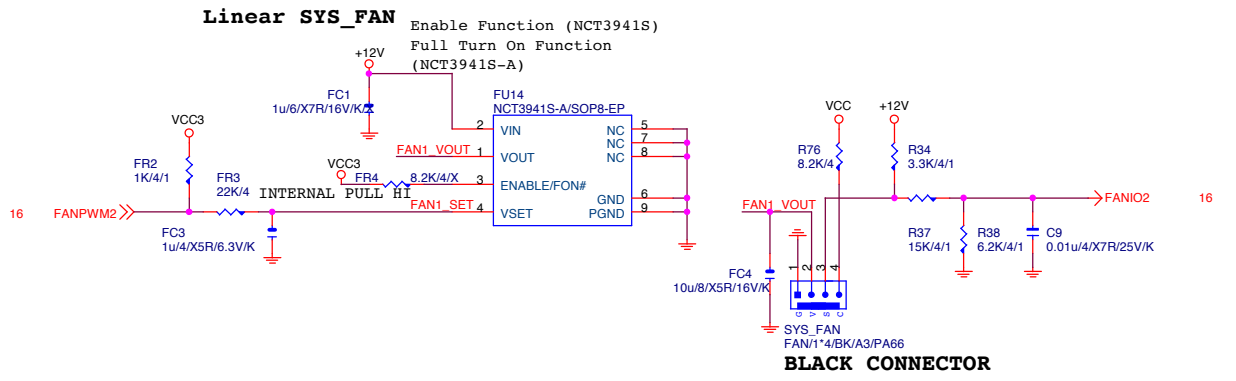 Linear SYS_FAN
Enable Function (NCT3941S)
Full Turn On Function
(NCT3941S-A)
+12V
FC1
1u/6/X7R/16V/K/X
FU14
NCT3941S-A/SOP8-EP
2
VIN
NC
5
NC
7
FAN1_VOUT
1
VOUT
NC
8
VCC3
FR2
1K/4/1
VCC3
FR4
8.2K/4/X
3
ENABLE/FON#
INTERNAL PULL HI
FR3
22K/4
GND
6
16
FANPWM2
FAN1_SET
4
VSET
PGND
9
FC3
1u/4/X5R/6.3V/K
VCC
+12V
R76
8.2K/4
R34
3.3K/4/1
FAN1_VOUT
FANIO2
16
R37
15K/4/1
R38
6.2K/4/1
C9
0.01u/4/X7R/25V/K
FC4
10u/8/X5R/16V/K
1
2
3
4
G
V
S
C
SYS_FAN
FAN/1*4/BK/A3/PA66
BLACK CONNECTOR